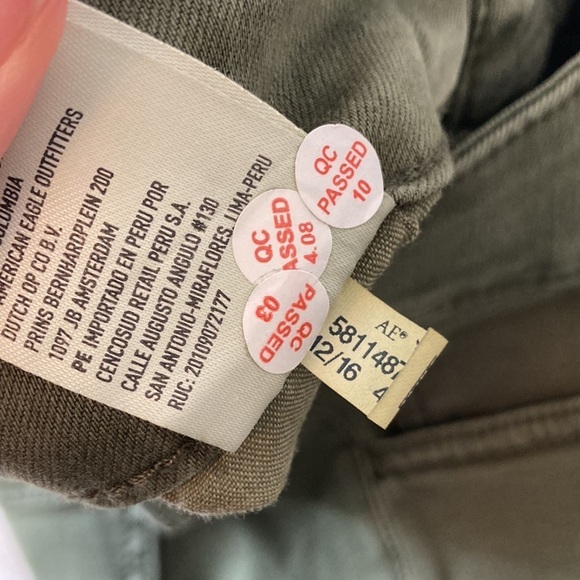 AMERICAN EAGLE OUTFITTERS
DUTCH OP CO B.V.
PRINS BERNHARDPLEIN 200
1097 JB AMSTERDAM
PE IMPORTADO EN PERU POR
CENCOSUD RETAIL PERU S.A.
CALLE AUGUSTO ANGULO #130
SAN ANTONIO-MIRAFLORES, LIMA-PERU
RUC: 20109072177
QC
PASSED
10
QC
ASSED
4.08
QC
PASSED
03
AE
5811487
12/16